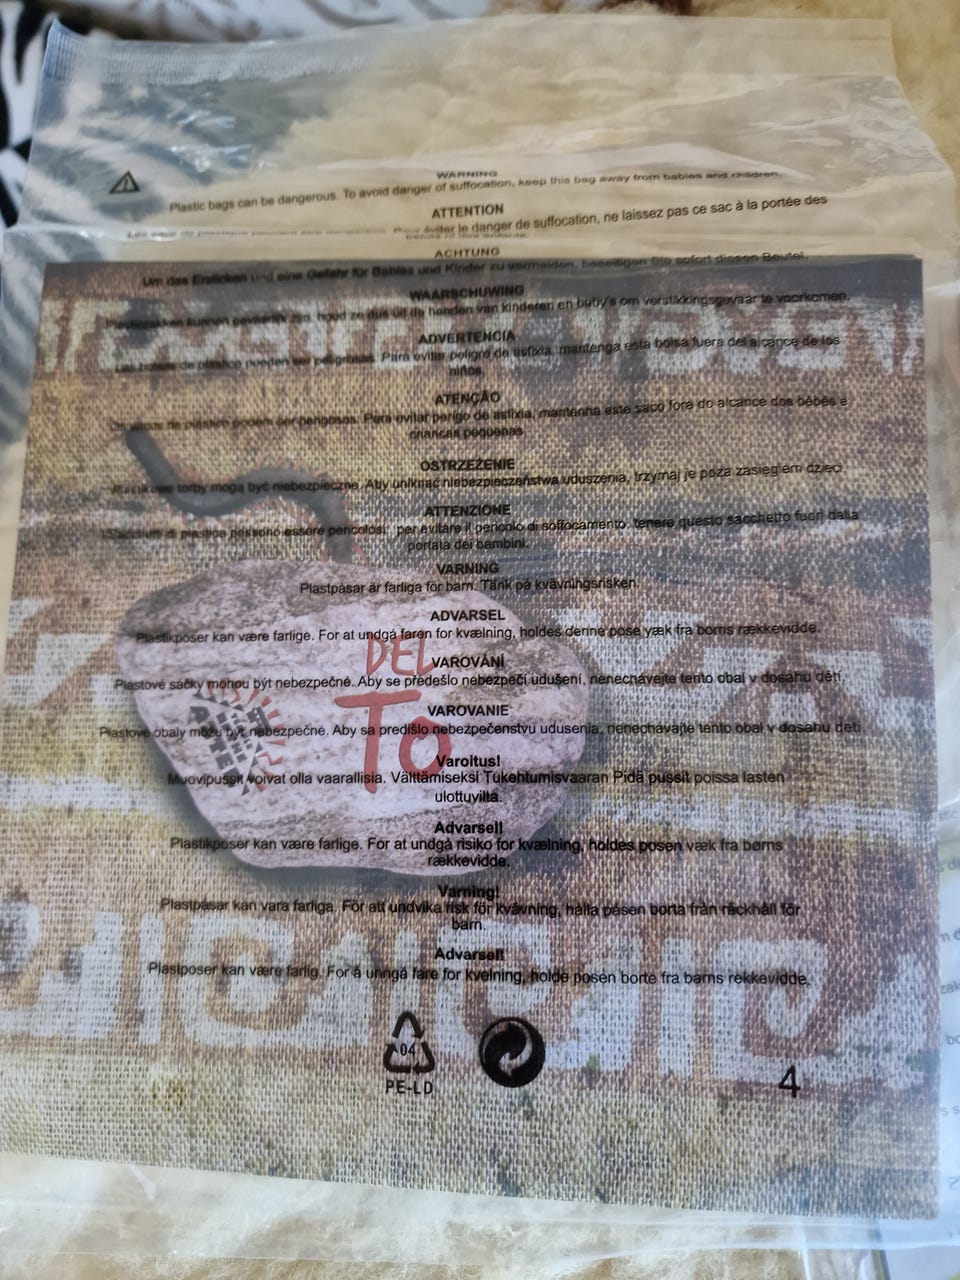 WARNING
Plastic bags can be dangerous. To avoid danger of suffocation, keep this bag away from babies and children.
ATTENTION
Pour éviter le danger de suffocation, ne laissez pas ce sac à la portée des
ACHTUNG
Um das Ersticken und eine Gefahr für Babies und Kinder zu vermeiden, beseitigen Sie sofort diesen Beutel.
WAARSCHUWING
houd ze dus uit de handen van kinderen en baby's om verstikkingsgevaar te voorkomen.
ADVERTENCIA
Las bolsas de plástico pueden ser peligrosas. Para evitar peligro de asfixia, mantenga esta bolsa fuera del alcance de los
niños.
ATENÇÃO
de plástico podem ser perigosos. Para evitar perigo de asfixia, mantenha este saco fora do alcance dos bébés e
crianças pequenas.
OSTRZEŻENIE
Plastikowe torby mogą być niebezpieczne. Aby uniknąć niebezpieczeństwa uduszenia, trzymaj je poza zasięgiem dzieci
ATTENZIONE
di plastica possono essere pericolosi: per evitare il pericolo di soffocamento, tenere questo sacchetto fuori dalla
portata dei bambini.
VARNING
Plastpåsar är farliga för barn. Tänk på kvävningsrisken.
ADVARSEL
Plastikposer kan være farlige. For at undgå faren for kvælning, holdes denne pose væk fra børns rækkevidde.
DEL
VAROVÁNÍ
Plastové sáčky mohou být nebezpečné. Aby se předešlo nebezpečí udušení, nenechávejte tento obal v dosahu dětí.
TO
VAROVANIE
Plastové obaly môžu byť nebezpečné. Aby sa predišlo nebezpečenstvu udusenia, nenechávajte tento obal v dosahu detí
Varoitus!
Muovipussit voivat olla vaarallisia. Välttämiseksi Tukehtumisvaaran Pidä pussit poissa lasten
ulottuvilta.
Advarsel!
Plastikposer kan være farlige. For at undgå risiko for kvælning, holdes posen væk fra børns
rækkevidde.
Varning!
Plastpåsar kan vara farliga. För att undvika risk för kvävning, hålla påsen borta från räckhåll för
barn.
Advarsel!
Plastposer kan være farlig. For å unngå fare for kvelning, holde posen borte fra barns rekkevidde.
04
PE-LD
4